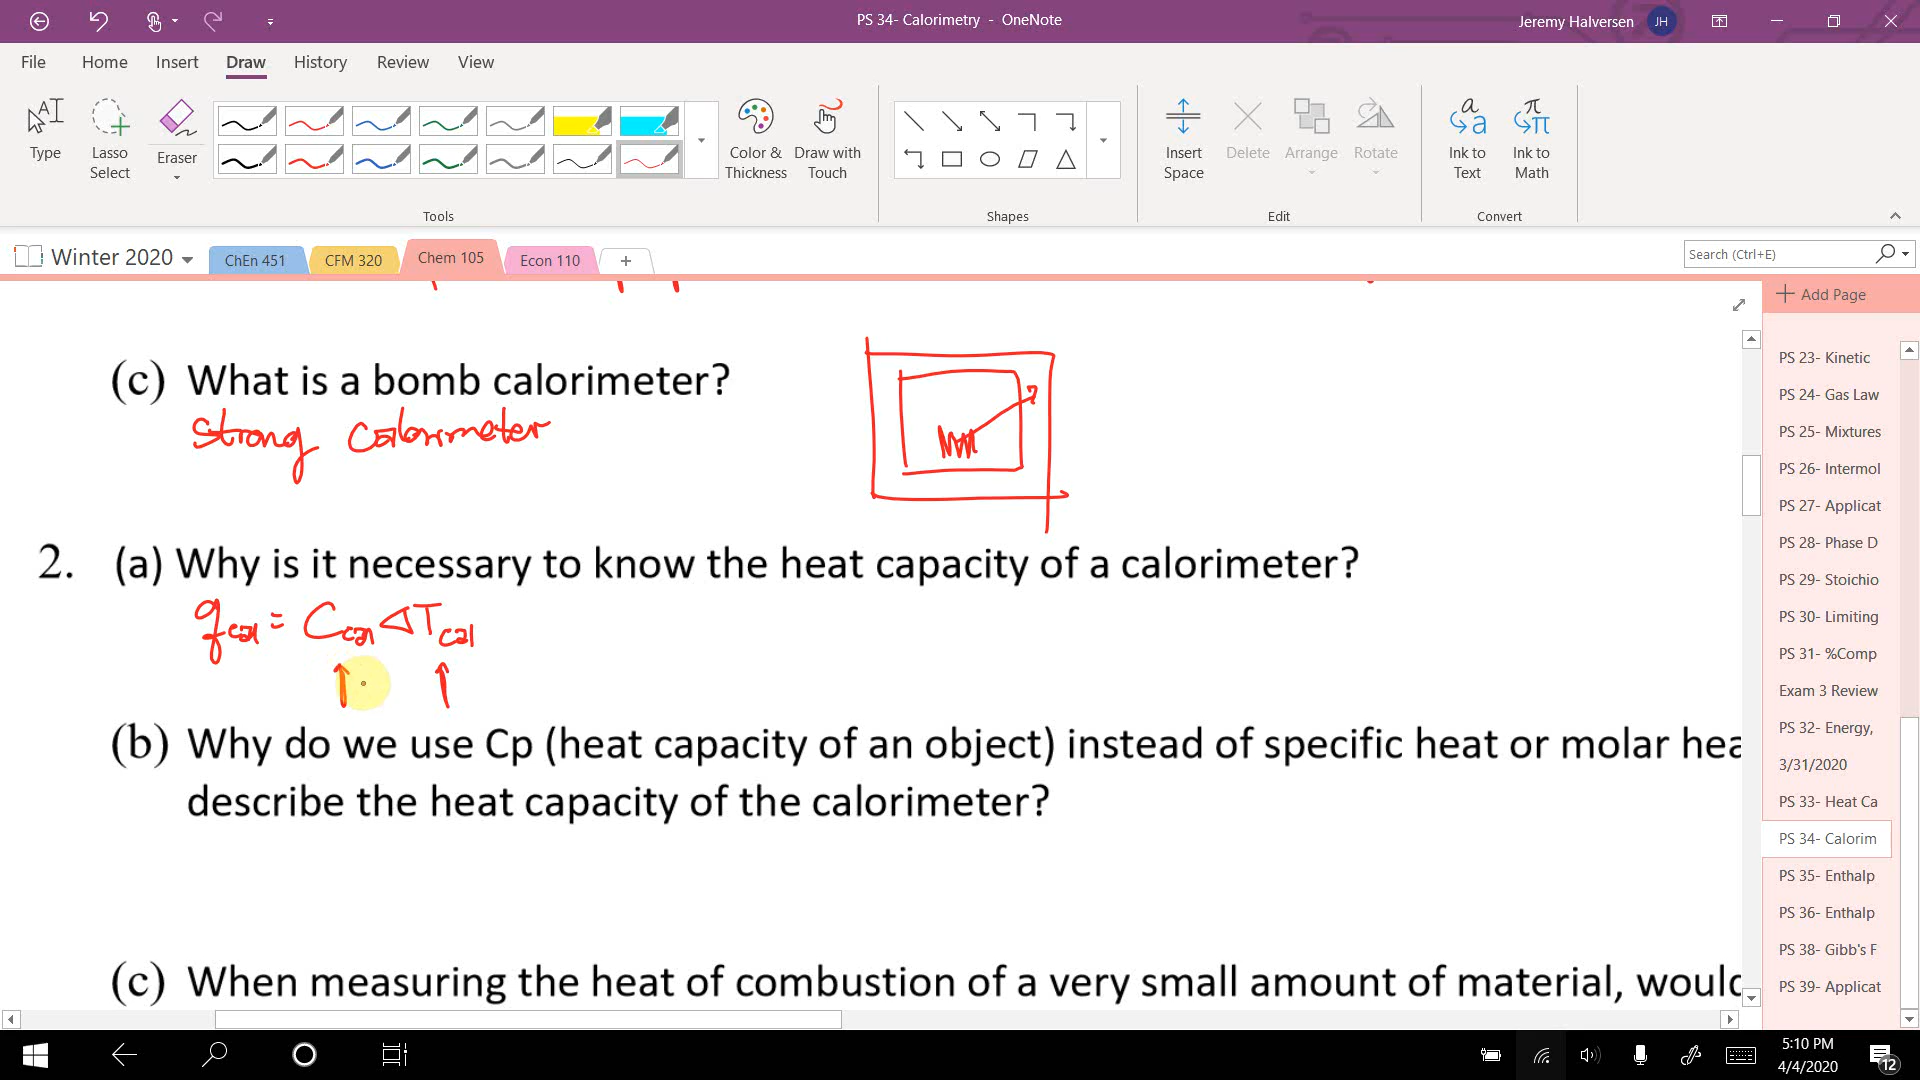 PS 34- Calorimetry - OneNote
Jeremy Halversen JH
File Home Insert Draw History Review View
Type
Lasso Select
Eraser
Color & Thickness
Draw with Touch
Insert Space
Delete
Arrange
Rotate
Ink to Text
Ink to Math
Tools
Shapes
Edit
Convert
Winter 2020
ChEn 451
CFM 320
Chem 105
Econ 110
Search (Ctrl+E)
Add Page
(c) What is a bomb calorimeter?
Strong Calorimeter
2. (a) Why is it necessary to know the heat capacity of a calorimeter?
q cal = C cal ΔT cal
(b) Why do we use Cp (heat capacity of an object) instead of specific heat or molar hea
describe the heat capacity of the calorimeter?
(c) When measuring the heat of combustion of a very small amount of material, would
PS 23- Kinetic
PS 24- Gas Law
PS 25- Mixtures
PS 26- Intermol
PS 27- Applicat
PS 28- Phase D
PS 29- Stoichio
PS 30- Limiting
PS 31- %Comp
Exam 3 Review
PS 32- Energy,
3/31/2020
PS 33- Heat Ca
PS 34- Calorim
PS 35- Enthalp
PS 36- Enthalp
PS 38- Gibb's F
PS 39- Applicat
5:10 PM
4/4/2020
12